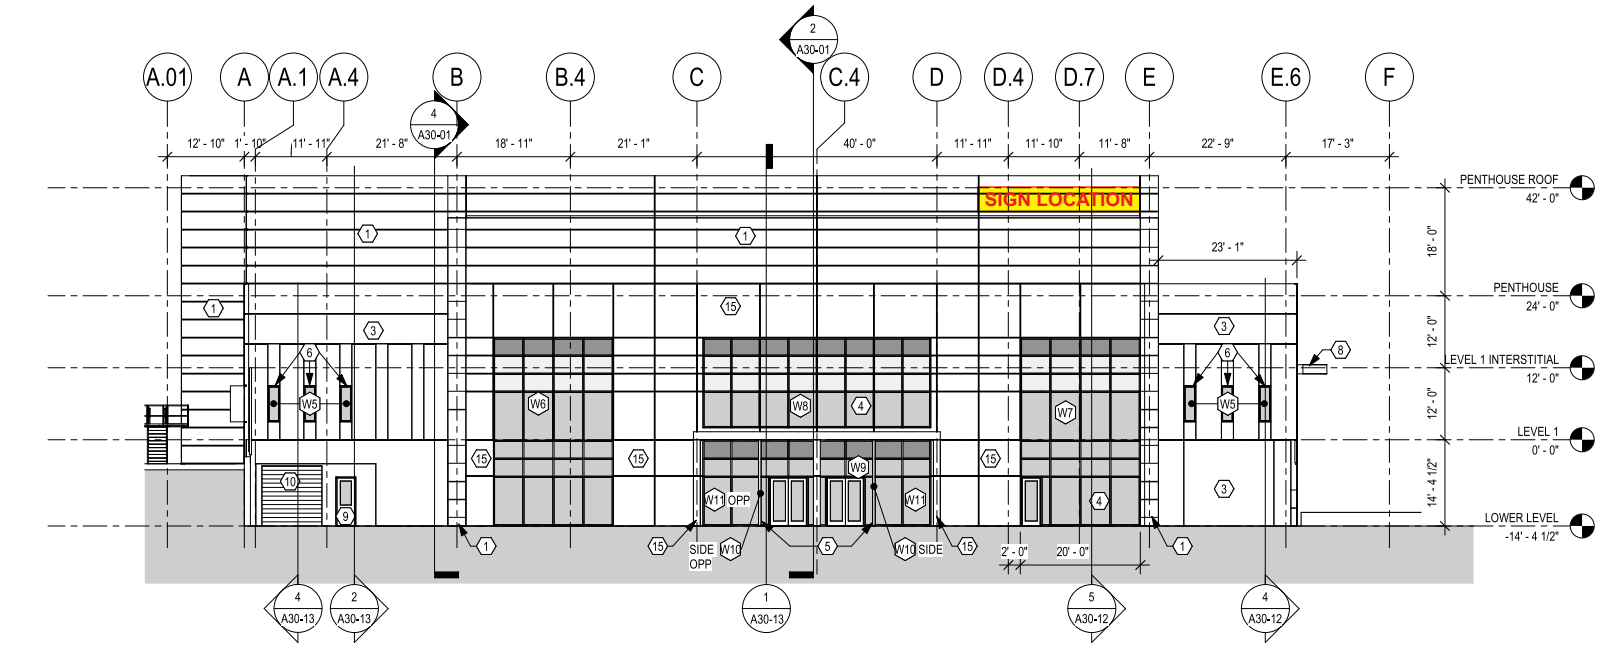 2
A30-01
A.01 A A.1 A.4 B B.4 C C.4 D D.4 D.7 E E.6 F
4
A30-01
12' - 10" 1' - 10" 11' - 11" 21' - 8" 18' - 11" 21' - 1" 40' - 0" 11' - 11" 11' - 10" 11' - 8" 22' - 9" 17' - 3"
PENTHOUSE ROOF
42' - 0"
SIGN LOCATION
1 1
18' - 0"
23' - 1"
PENTHOUSE
24' - 0"
1 15
3 3
12' - 0"
6 6 8
LEVEL 1 INTERSTITIAL
12' - 0"
W5 W6 W8 4 W7 W5
12' - 0"
LEVEL 1
0' - 0"
15 15 W9 15
10 W11 OPP W11 4 3
14' - 4 1/2"
9
LOWER LEVEL
-14' - 4 1/2"
1 15 SIDE OPP W10 5 W10 SIDE 15 2' - 0" 20' - 0" 1
4
A30-13
2
A30-13
1
A30-13
5
A30-12
4
A30-12